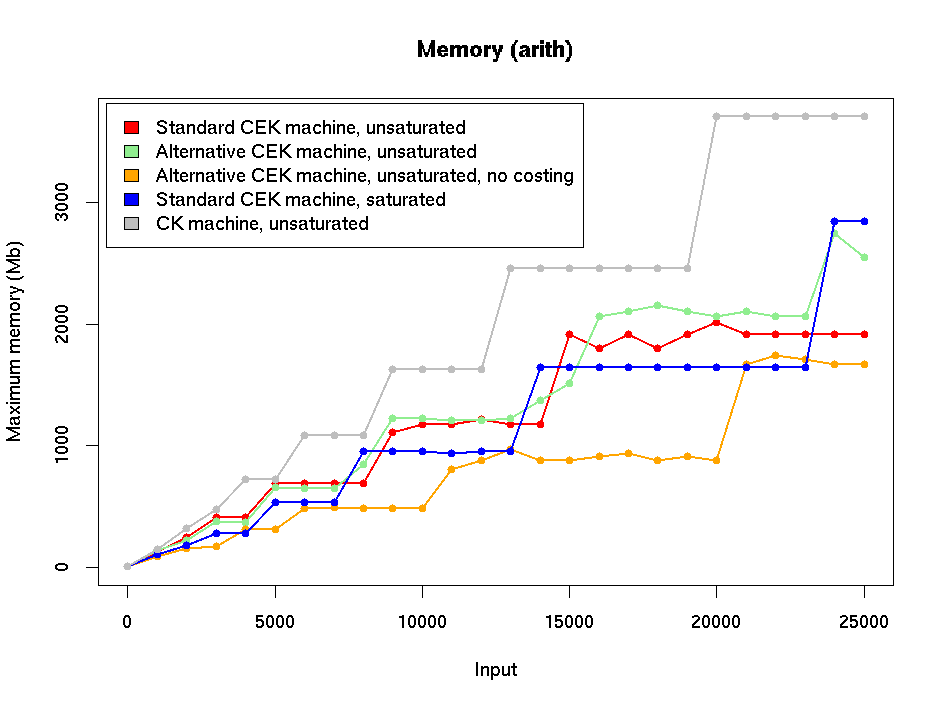 Memory (arith)
Standard CEK machine, unsaturated
Alternative CEK machine, unsaturated
Alternative CEK machine, unsaturated, no costing
Standard CEK machine, saturated
CK machine, unsaturated
Maximum memory (Mb)
3000
2000
1000
0
0 5000 10000 15000 20000 25000
Input